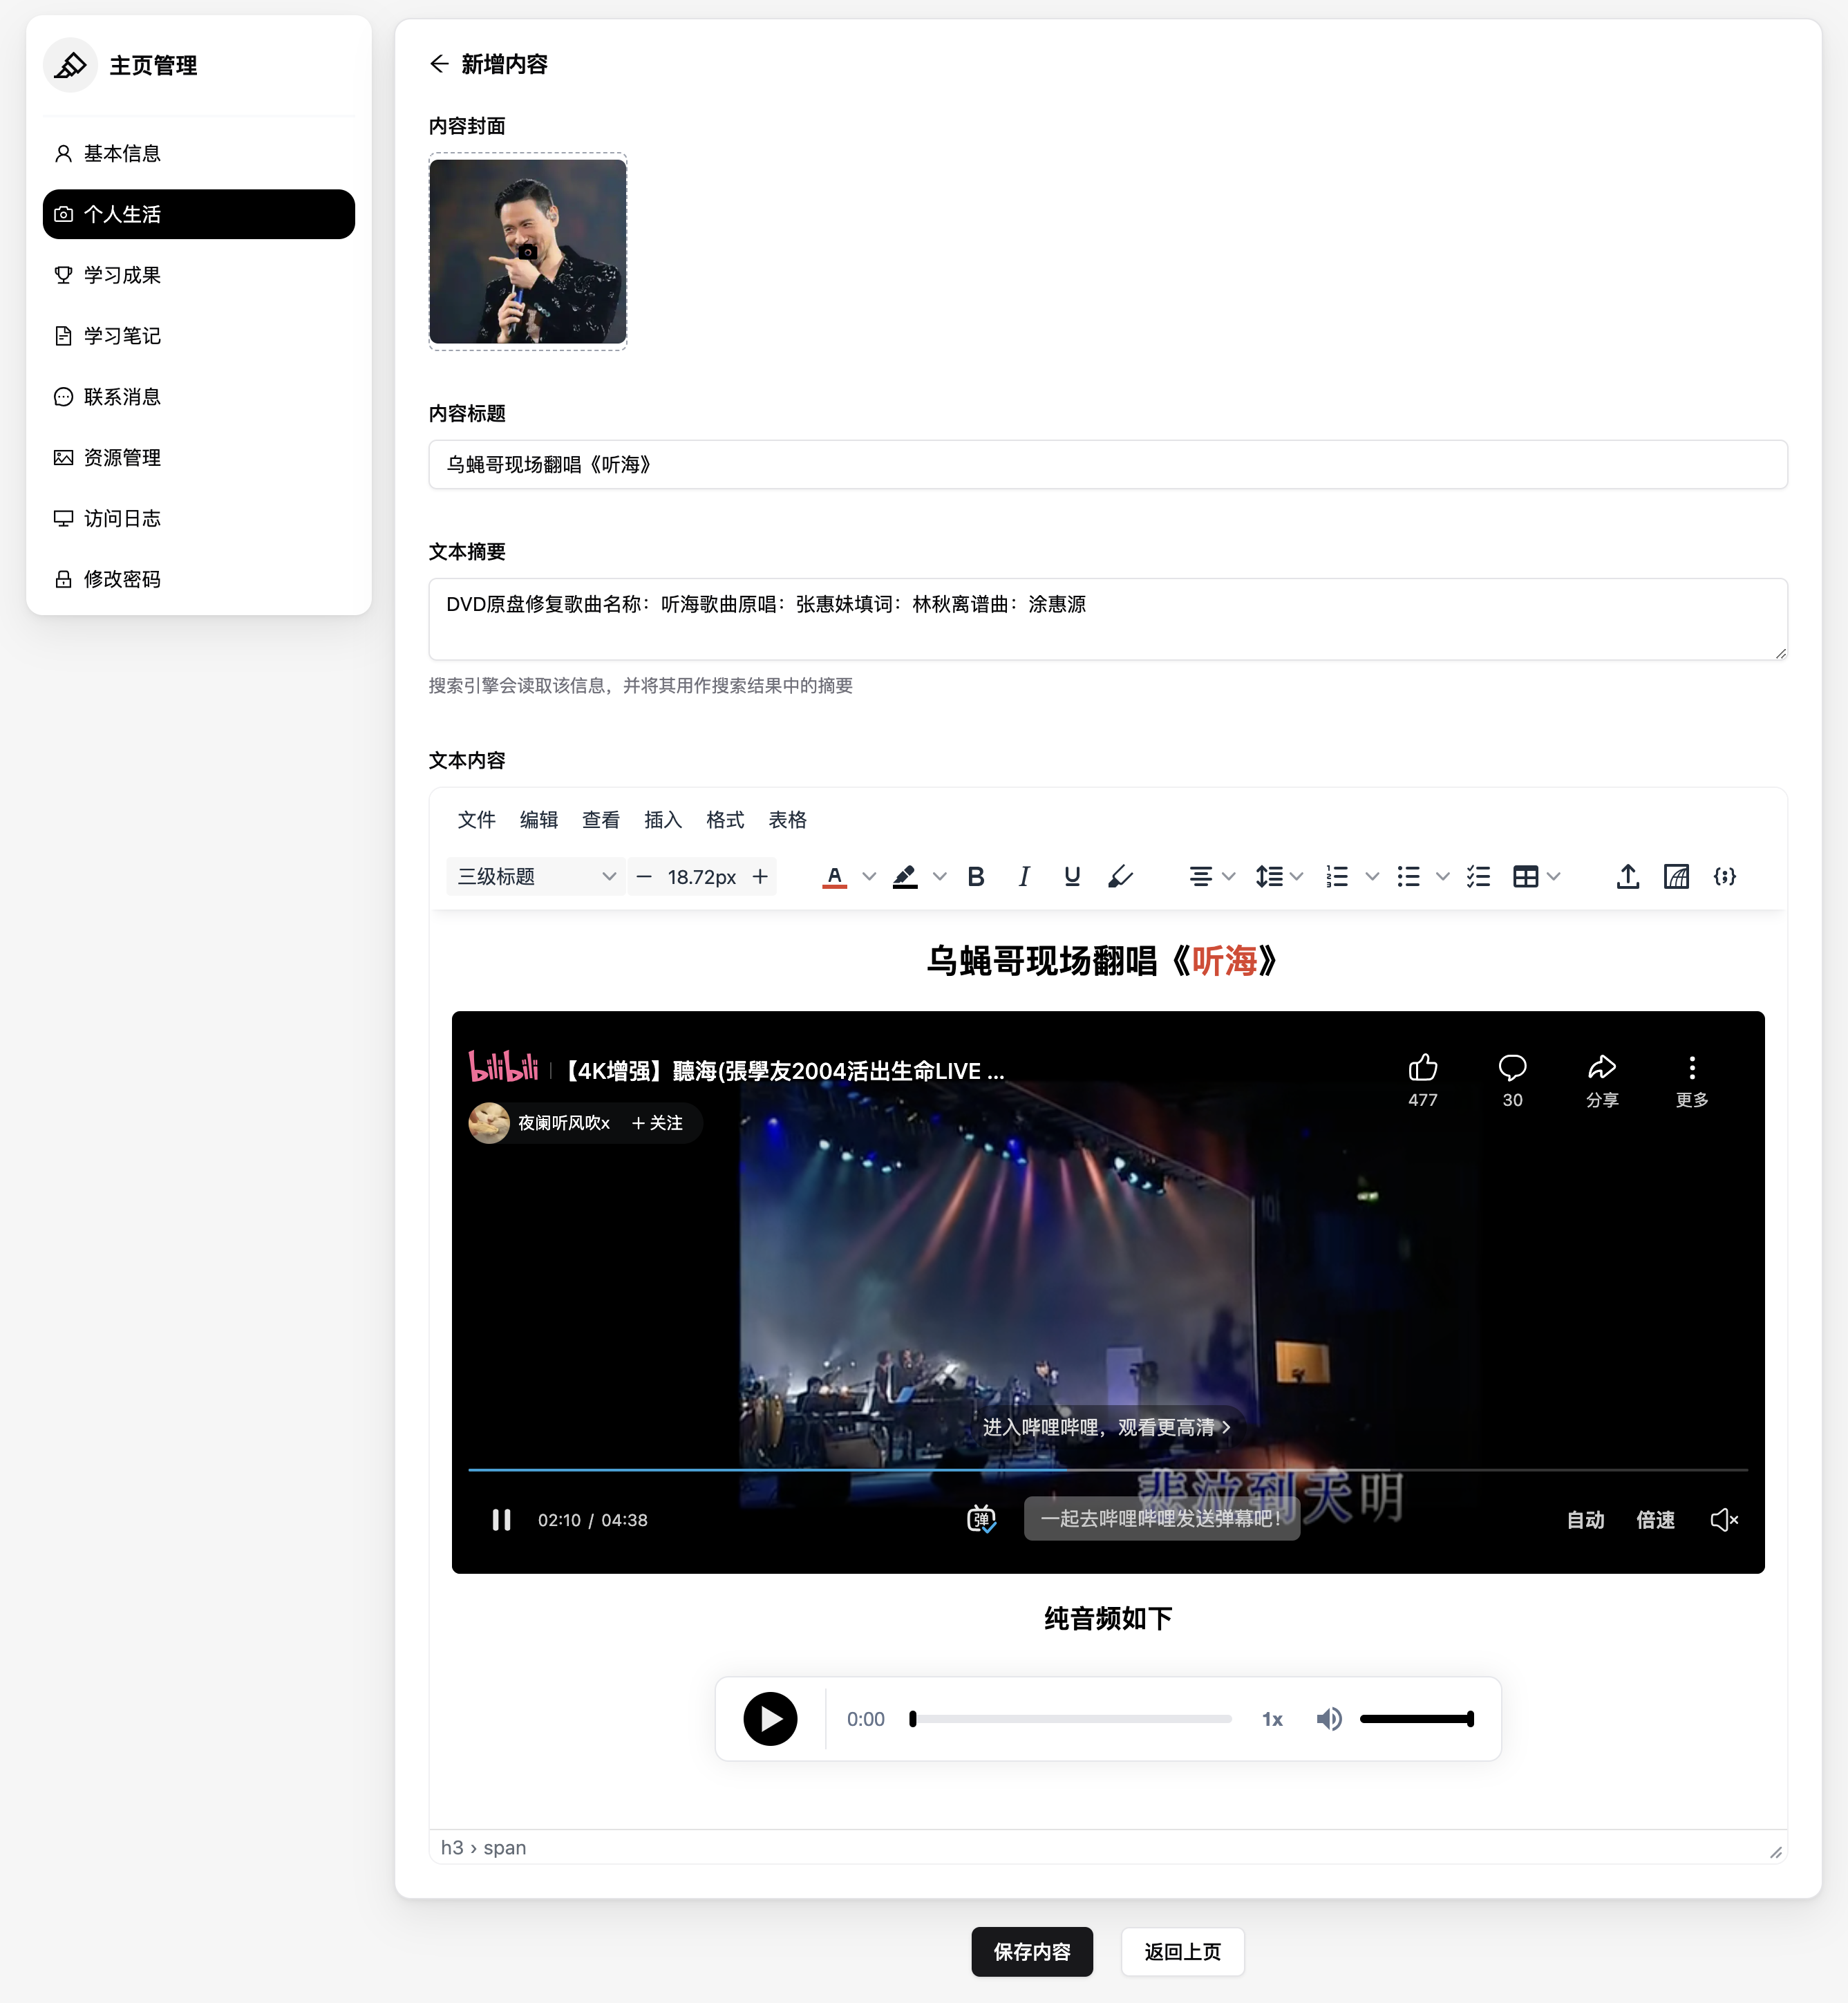 主页管理
基本信息
个人生活
学习成果
学习笔记
联系消息
资源管理
访问日志
修改密码
新增内容
内容封面
内容标题
乌蝇哥现场翻唱《听海》
文本摘要
DVD原盘修复歌曲名称：听海歌曲原唱：张惠妹填词：林秋离谱曲：涂惠源
搜索引擎会读取该信息，并将其用作搜索结果中的摘要
文本内容
文件 编辑 查看 插入 格式 表格
三级标题 18.72px
乌蝇哥现场翻唱《听海》
bilibili 【4K增强】聽海(張學友2004活出生命LIVE ...
477 30 分享 更多
夜阑听风吹x +关注
进入哔哩哔哩，观看更高清
悲泣到天明
02:10 / 04:38 弹 一起去哔哩哔哩发送弹幕吧！ 自动 倍速
纯音频如下
0:00 1x
h3 › span
保存内容 返回上页